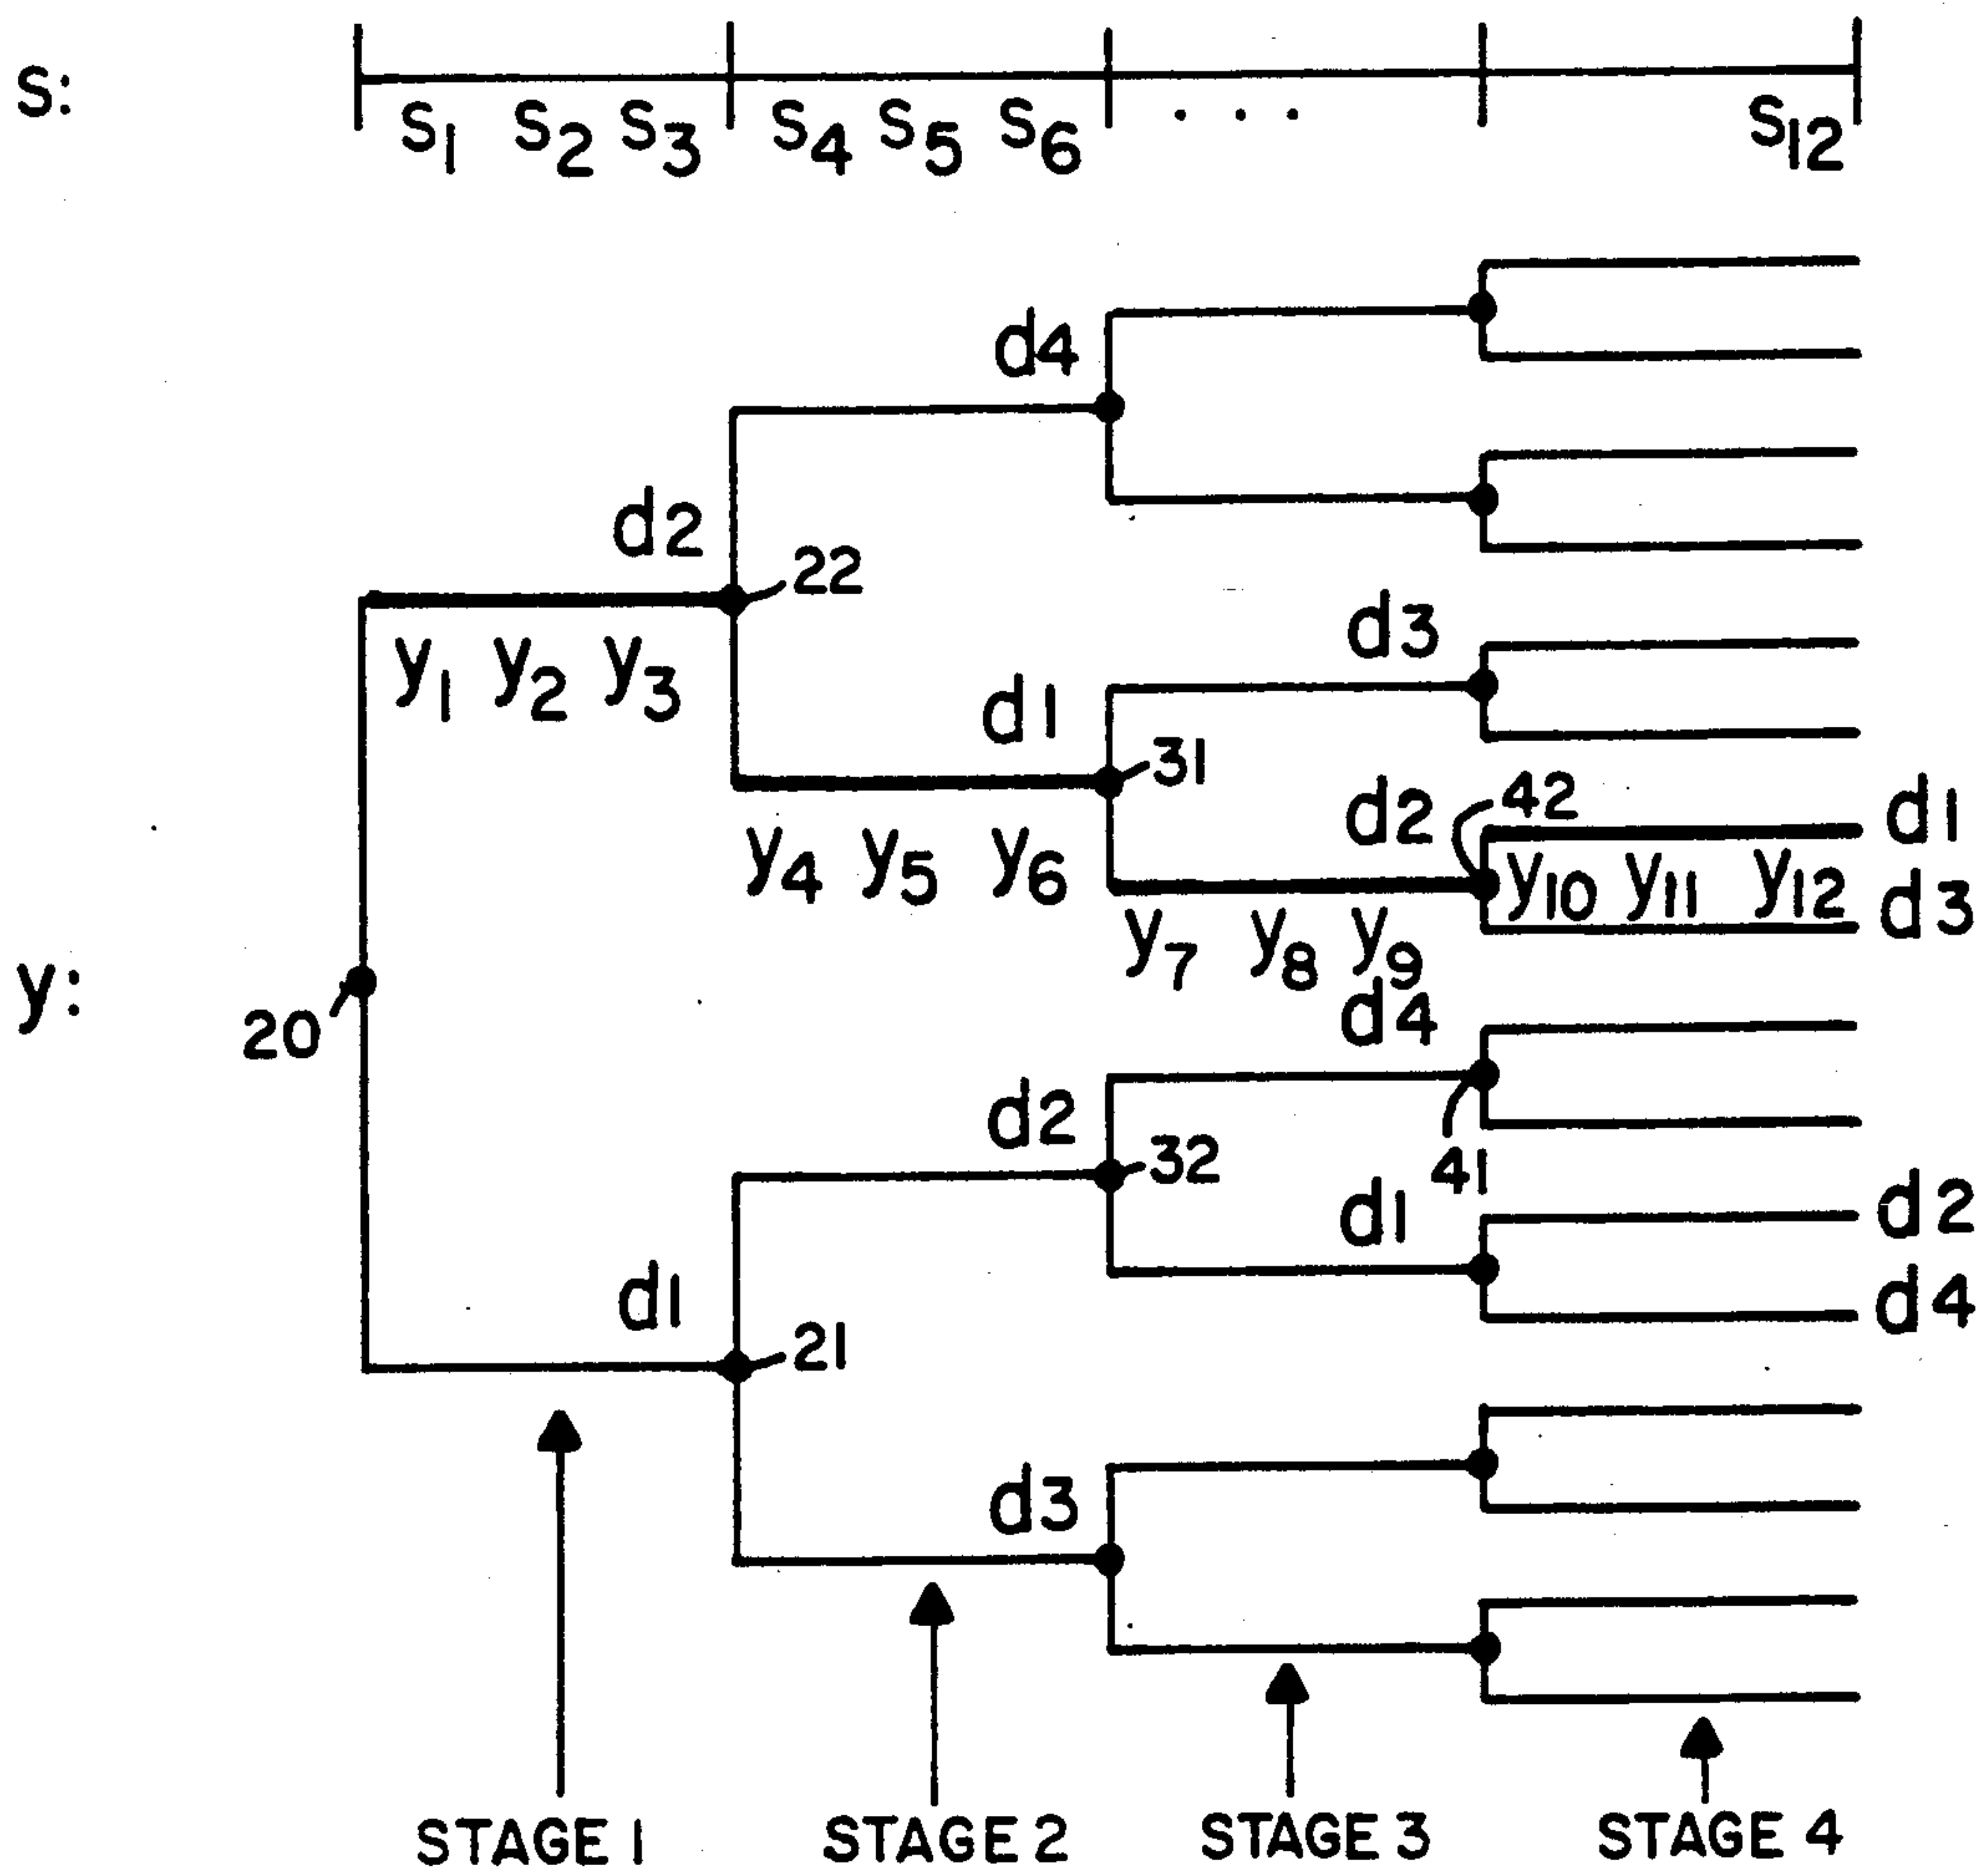 s:
s1 s2 s3 s4 s5 s6 . . . s12
d4
d2
22
d3
y1 y2 y3
d1
31
d2 42 d1
y4 y5 y6
y10 y11 y12 d3
y7 y8 y9
y:
20
d4
d2
32
41
d1 d2
d1
d4
21
d3
STAGE 1 STAGE 2 STAGE 3 STAGE 4